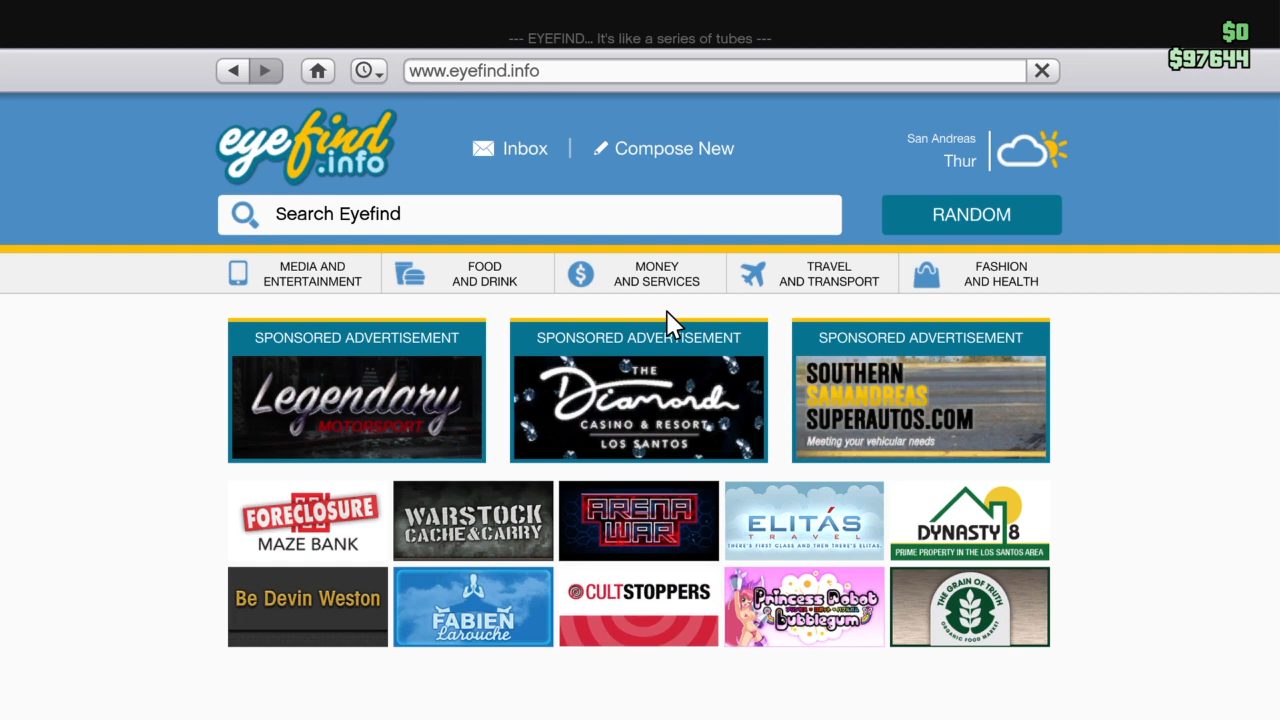 --- EYEFIND... It's like a series of tubes ---
$0
$97644
www.eyefind.info
eyefind
.info
Inbox
Compose New
San Andreas
Thur
Search Eyefind
RANDOM
MEDIA AND
ENTERTAINMENT
FOOD
AND DRINK
MONEY
AND SERVICES
TRAVEL
AND TRANSPORT
FASHION
AND HEALTH
SPONSORED ADVERTISEMENT
Legendary
MOTORSPORT
SPONSORED ADVERTISEMENT
THE
Diamond
CASINO & RESORT
LOS SANTOS
SPONSORED ADVERTISEMENT
SOUTHERN
SANANDREAS
SUPERAUTOS.COM
Meeting your vehicular needs
FORECLOSURE
MAZE BANK
WARSTOCK
CACHE&CARRY
ARENA
WAR
ELITÁS
TRAVEL
THERE'S FIRST CLASS AND THEN THERE'S ELITAS.
DYNASTY 8
PRIME PROPERTY IN THE LOS SANTOS AREA
Be Devin Weston
FABIEN
Larouche
CULTSTOPPERS
Princess Robot
Bubblegum
THE GRAIN OF TRUTH
ORGANIC FOOD MARKET